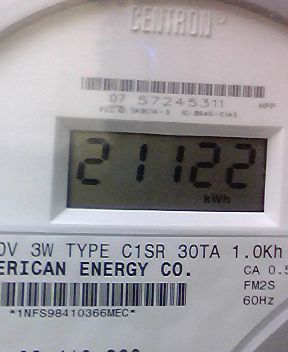 CENTRON®
07 57245311 HPP
21122
kWh
0V 3W TYPE C1SR 30TA 1.0Kh
ERICAN ENERGY CO. CA 0.5
FM2S
60Hz
*1NFS98410366MEC*